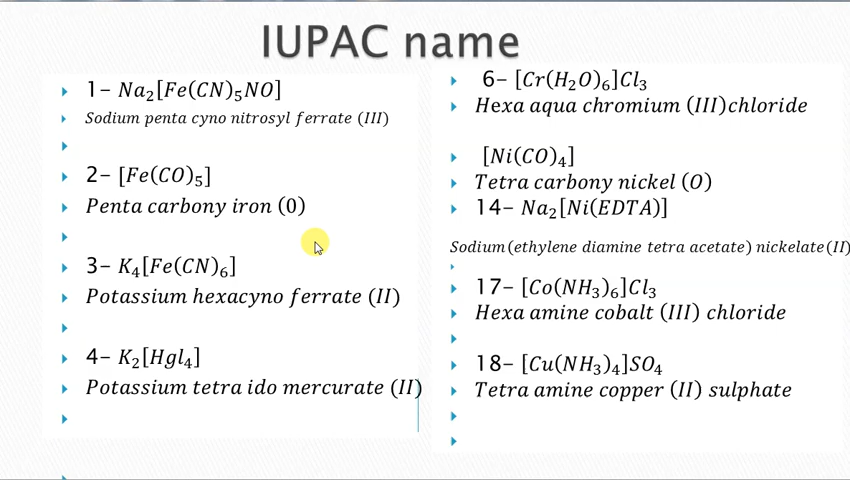 IUPAC name
1- Na₂[Fe(CN)₅NO]
Sodium penta cyno nitrosyl ferrate (III)
2- [Fe(CO)₅]
Penta carbony iron (0)
3- K₄[Fe(CN)₆]
Potassium hexacyno ferrate (II)
4- K₂[HgI₄]
Potassium tetra ido mercurate (II)
6- [Cr(H₂O)₆]Cl₃
Hexa aqua chromium (III)chloride
[Ni(CO)₄]
Tetra carbony nickel (O)
14- Na₂[Ni(EDTA)]
Sodium(ethylene diamine tetra acetate) nickelate(II)
17- [Co(NH₃)₆]Cl₃
Hexa amine cobalt (III) chloride
18- [Cu(NH₃)₄]SO₄
Tetra amine copper (II) sulphate